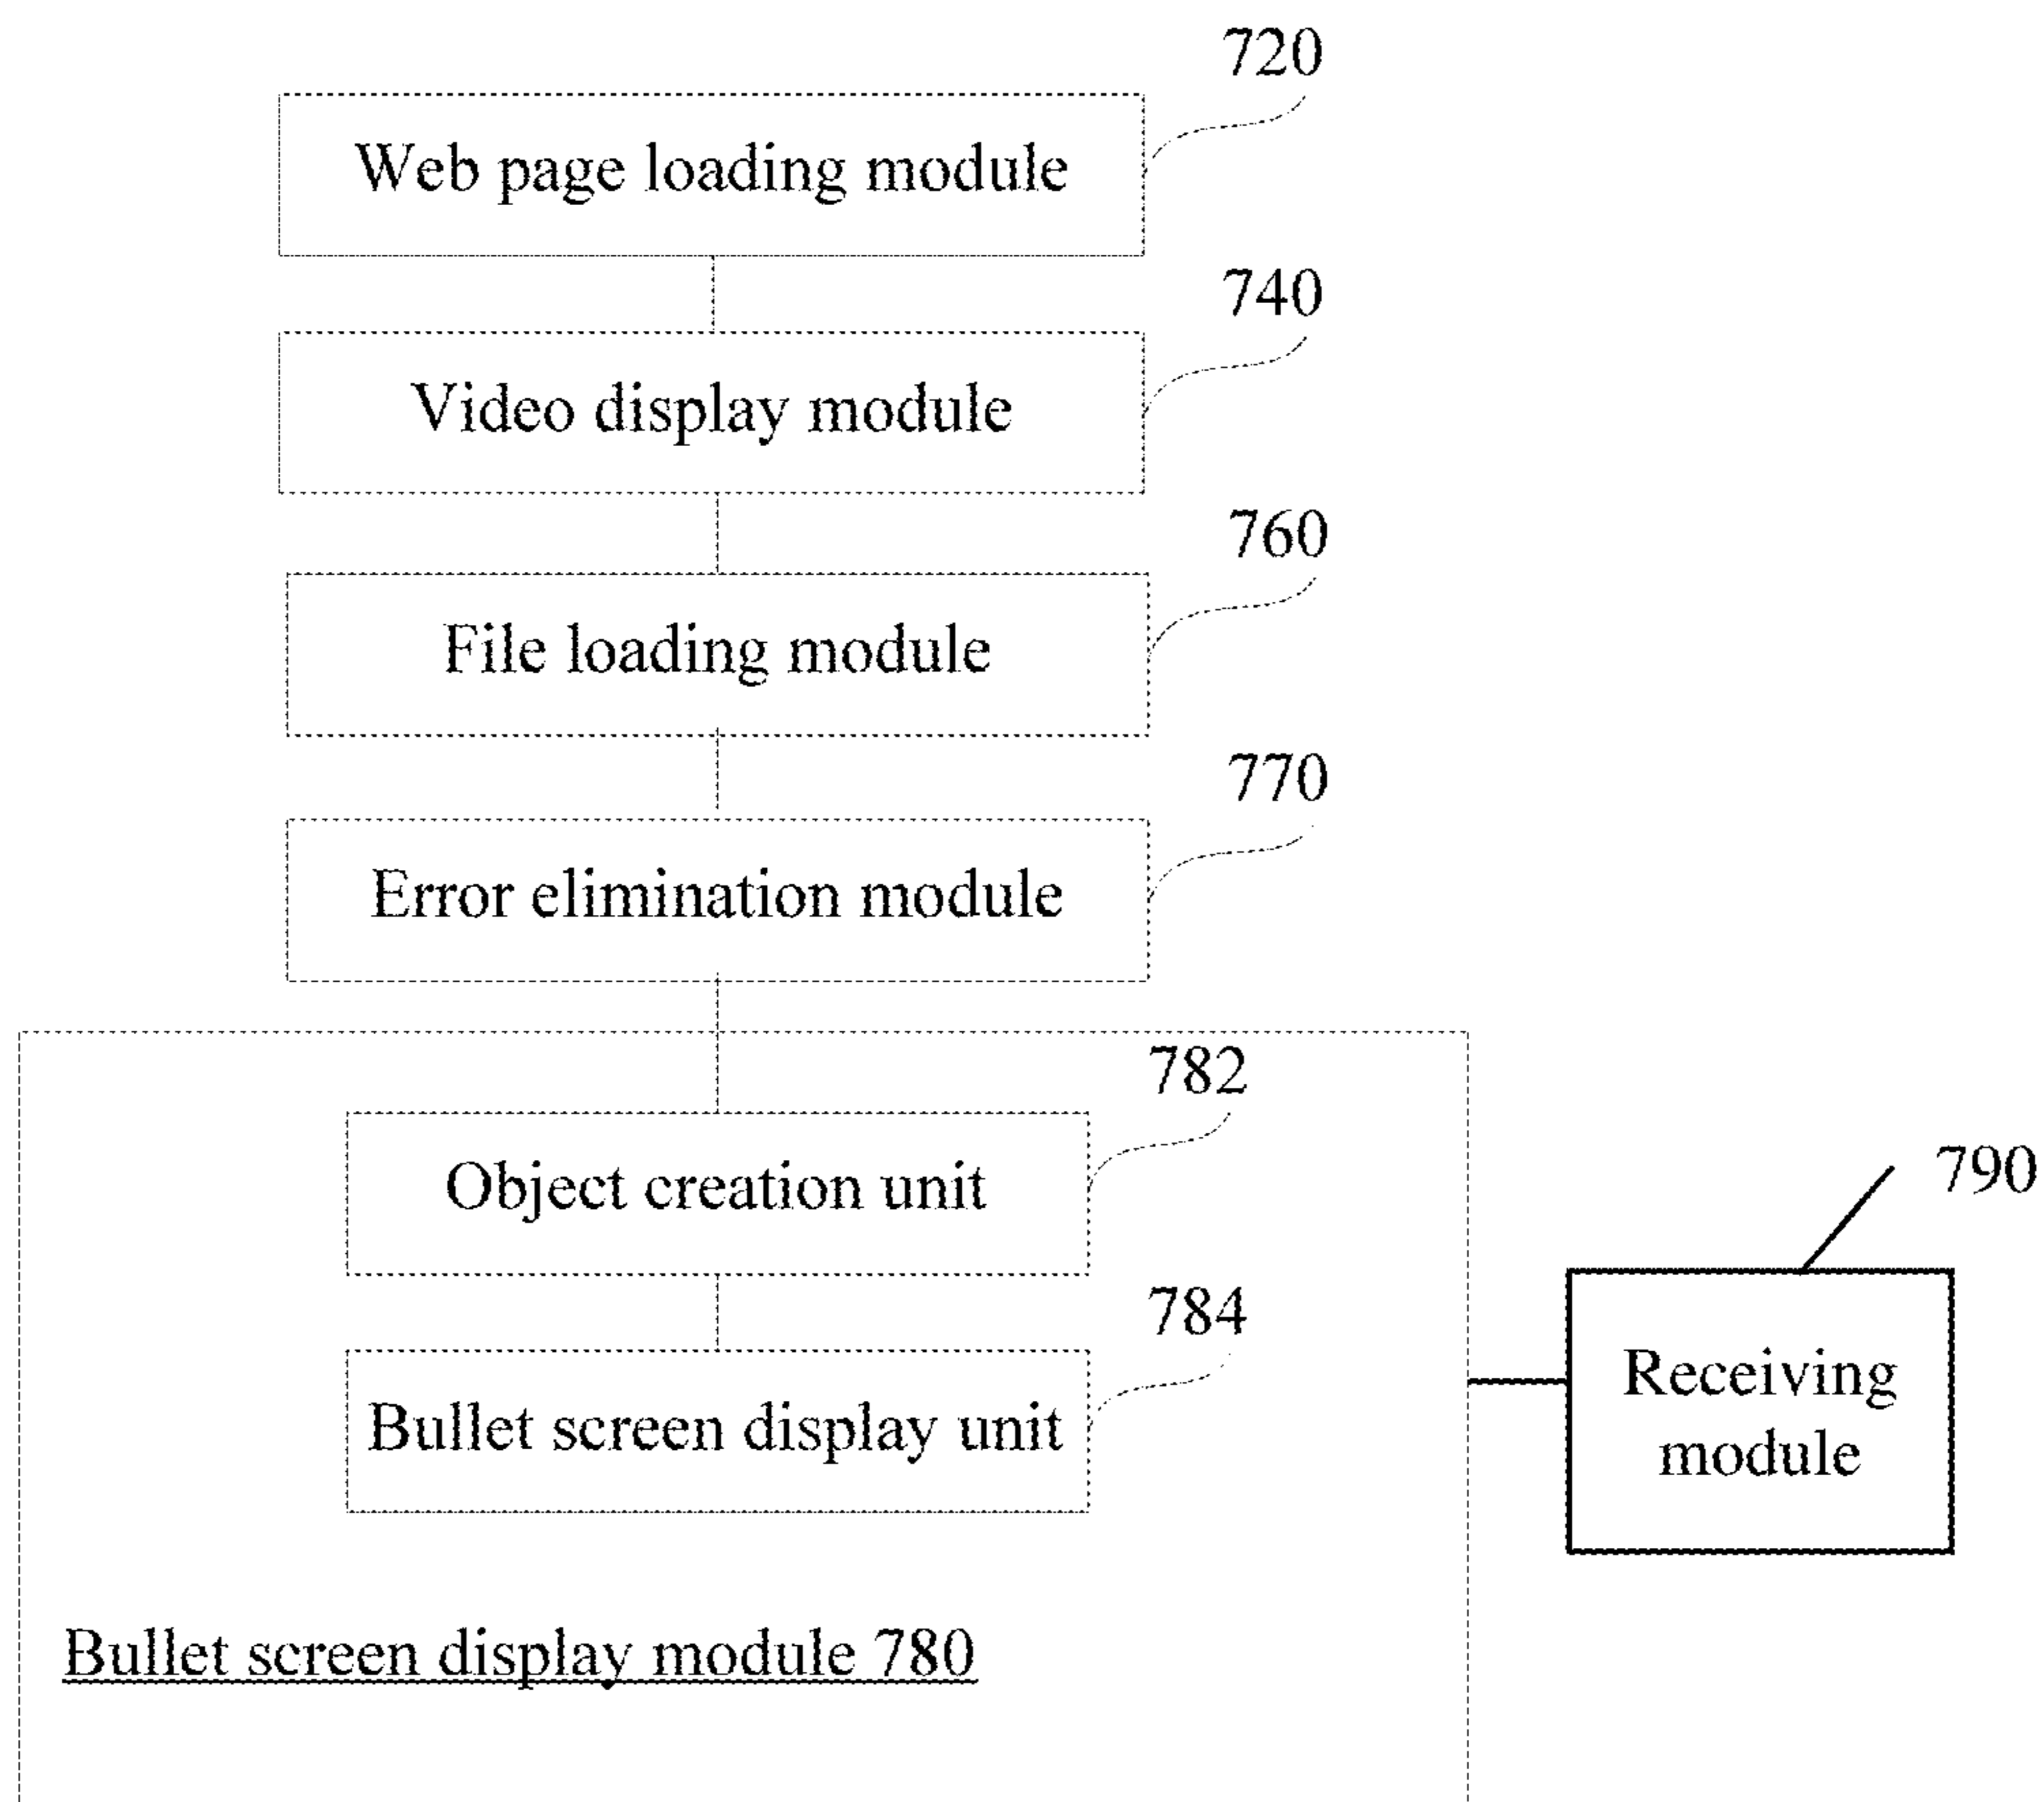 720
Web page loading module
740
Video display module
760
File loading module
770
Error elimination module
782
Object creation unit
790
784
Receiving
module
Bullet screen display unit
Bullet screen display module 780